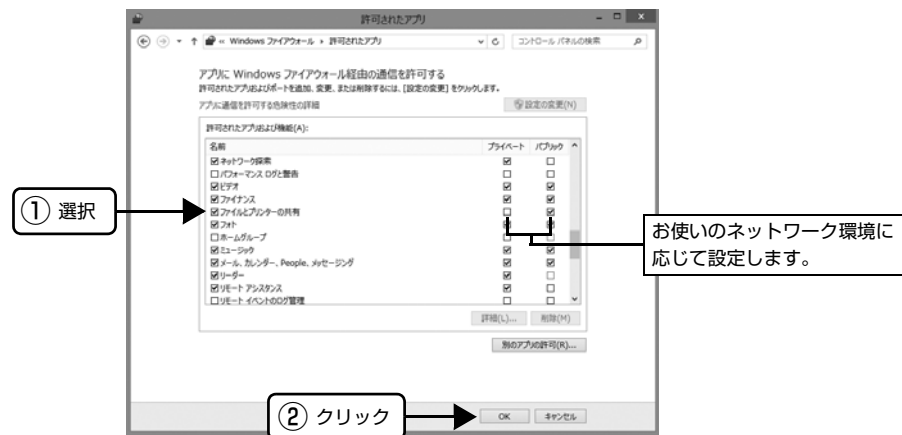 許可されたアプリ
« Windows ファイアウォール › 許可されたアプリ
コントロール パネルの検索
アプリに Windows ファイアウォール経由の通信を許可する
許可されたアプリおよびポートを追加、変更、または削除するには、[設定の変更] をクリックします。
アプリに通信を許可する危険性の詳細
設定の変更(N)
許可されたアプリおよび機能(A):
名前 プライベート パブリック
ネットワーク探索
パフォーマンス ログと警告
ビデオ
ファイナンス
① 選択
ファイルとプリンターの共有
フォト
ホームグループ
ミュージック
メール、カレンダー、People、メッセージング
リーダー
リモート アシスタンス
リモート イベントのログ管理
お使いのネットワーク環境に
応じて設定します。
詳細(L)... 削除(M)
別のアプリの許可(R)...
② クリック
OK キャンセル